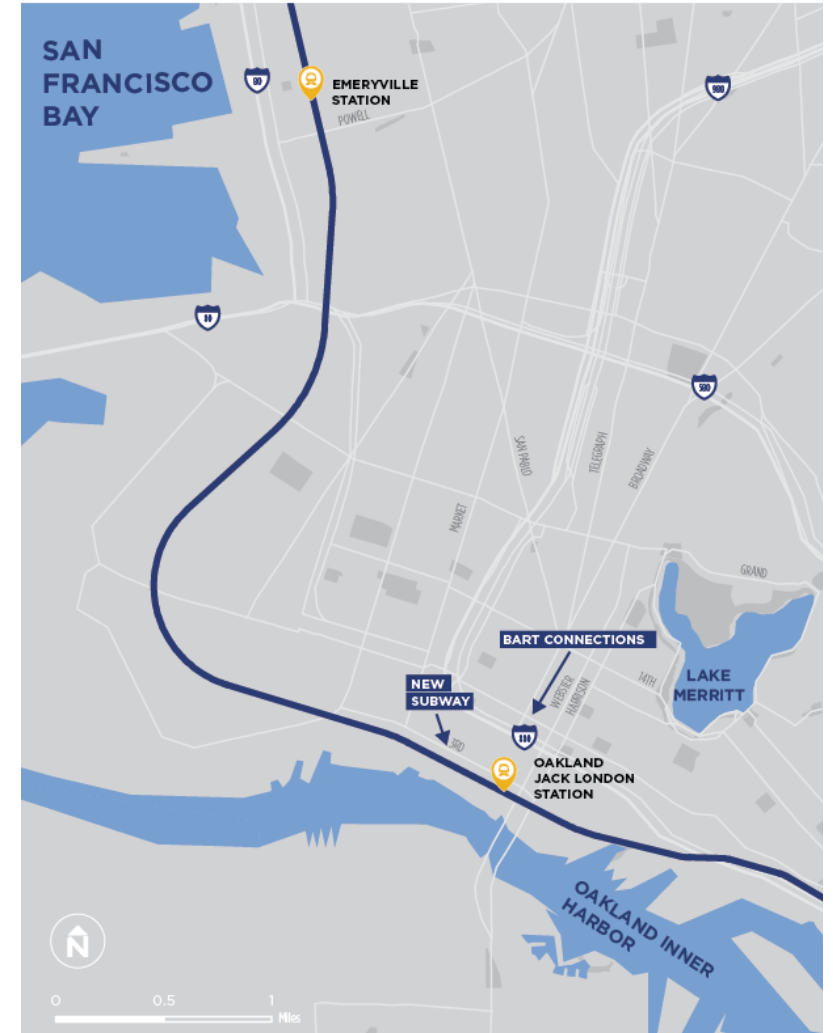 SAN
FRANCISCO
BAY
80
EMERYVILLE
STATION
POWELL
980
80
580
SAN PABLO
TELEGRAPH
BROADWAY
MARKET
GRAND
BART CONNECTIONS
LAKE
MERRITT
14TH
WEBSTER
HARRISON
NEW
SUBWAY
3RD
880
OAKLAND
JACK LONDON
STATION
OAKLAND INNER
HARBOR
N
0 0.5 1
Miles